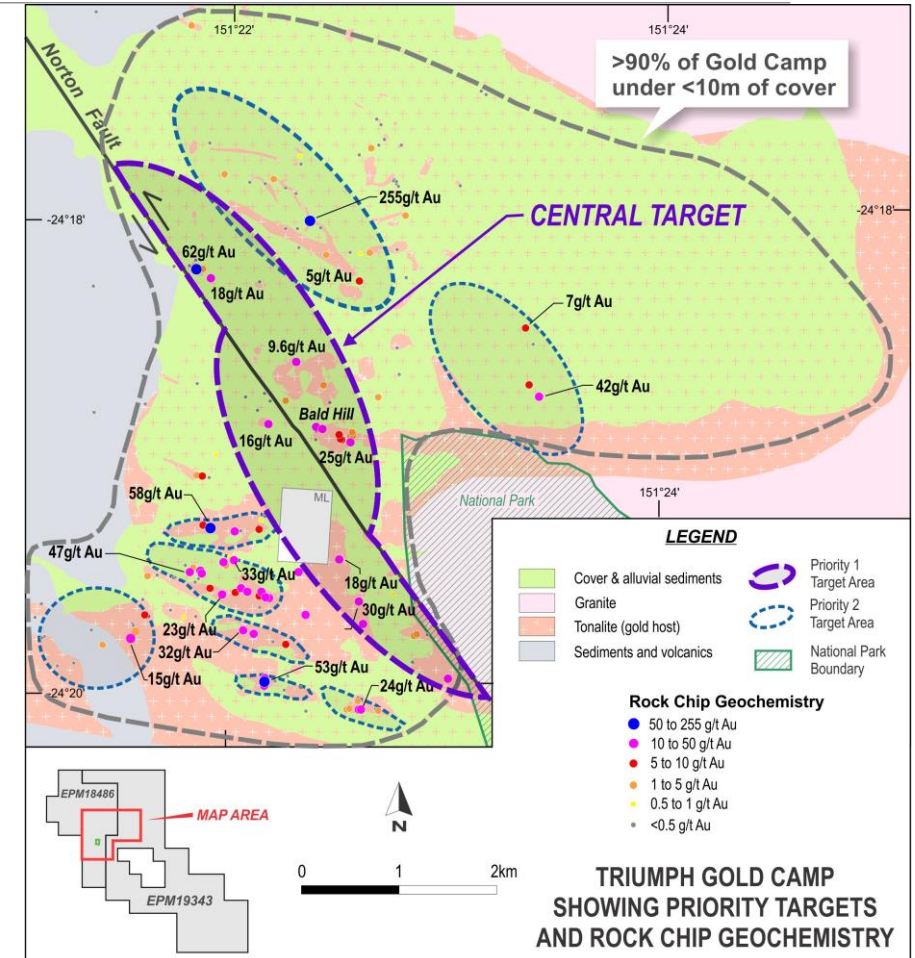 151°22'
151°24'
Norton Fault
>90% of Gold Camp
under <10m of cover
-24°18'
-24°18'
255g/t Au
CENTRAL TARGET
62g/t Au
18g/t Au
5g/t Au
7g/t Au
9.6g/t Au
42g/t Au
Bald Hill
16g/t Au
25g/t Au
151°24'
National Park
58g/t Au
ML
47g/t Au
33g/t Au
18g/t Au
30g/t Au
23g/t Au
32g/t Au
15g/t Au
53g/t Au
24g/t Au
-24°20
-24°20'
151°22'
LEGEND
Cover & alluvial sediments
Granite
Tonalite (gold host)
Sediments and volcanics
Priority 1
Target Area
Priority 2
Target Area
National Park
Boundary
Rock Chip Geochemistry
50 to 255 g/t Au
10 to 50 g/t Au
5 to 10 g/t Au
1 to 5 g/t Au
0.5 to 1 g/t Au
<0.5 g/t Au
EPM18486
MAP AREA
EPM19343
N
0 1 2km
TRIUMPH GOLD CAMP
SHOWING PRIORITY TARGETS
AND ROCK CHIP GEOCHEMISTRY